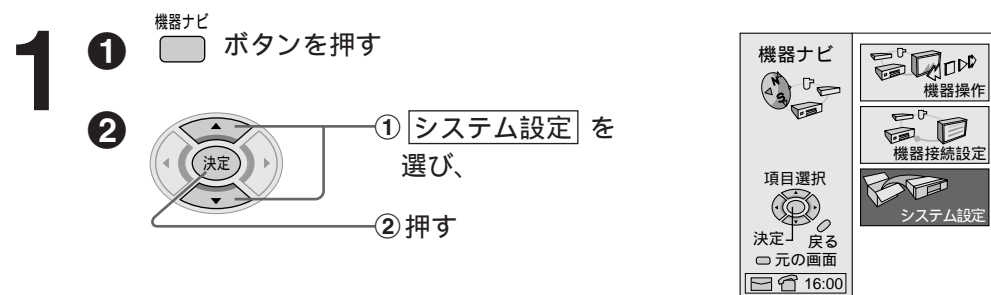 1
❶ 機器ナビ
ボタンを押す
❷ 決定
① システム設定 を
選び、
② 押す
機器ナビ
N
S
項目選択
決定 戻る
元の画面
16:00
機器操作
機器接続設定
システム設定